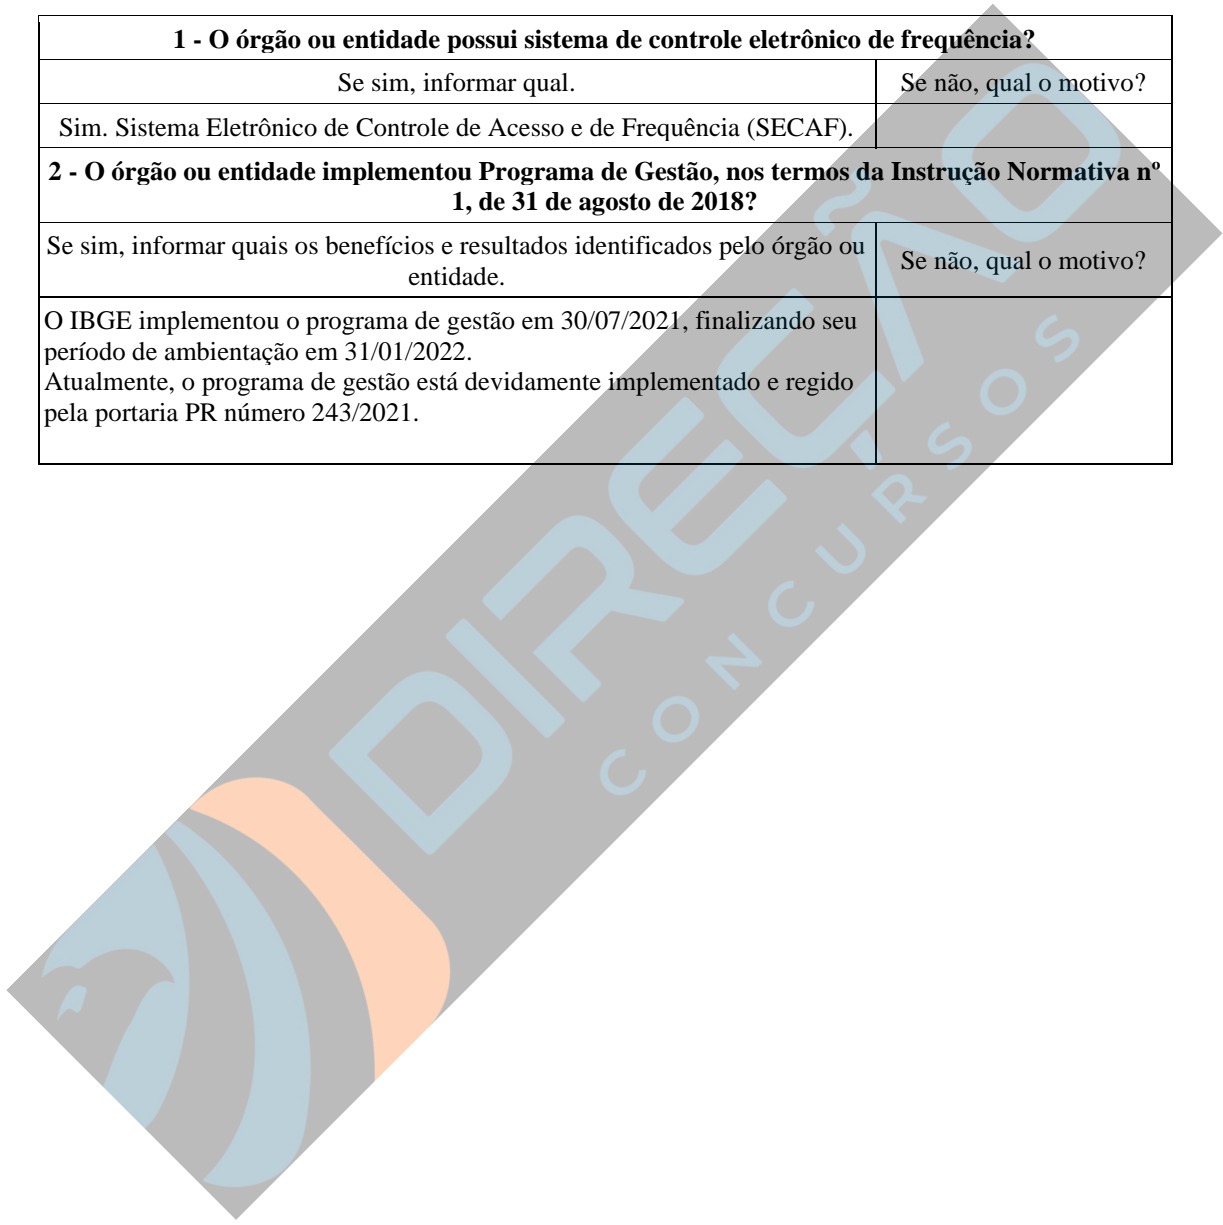 1 - O órgão ou entidade possui sistema de controle eletrônico de frequência?
Se sim, informar qual.
Se não, qual o motivo?
Sim. Sistema Eletrônico de Controle de Acesso e de Frequência (SECAF).
2 - O órgão ou entidade implementou Programa de Gestão, nos termos da Instrução Normativa nº
1, de 31 de agosto de 2018?
Se sim, informar quais os benefícios e resultados identificados pelo órgão ou
entidade.
Se não, qual o motivo?
O IBGE implementou o programa de gestão em 30/07/2021, finalizando seu
período de ambientação em 31/01/2022.
Atualmente, o programa de gestão está devidamente implementado e regido
pela portaria PR número 243/2021.
DIREÇÃO
CONCURSOS